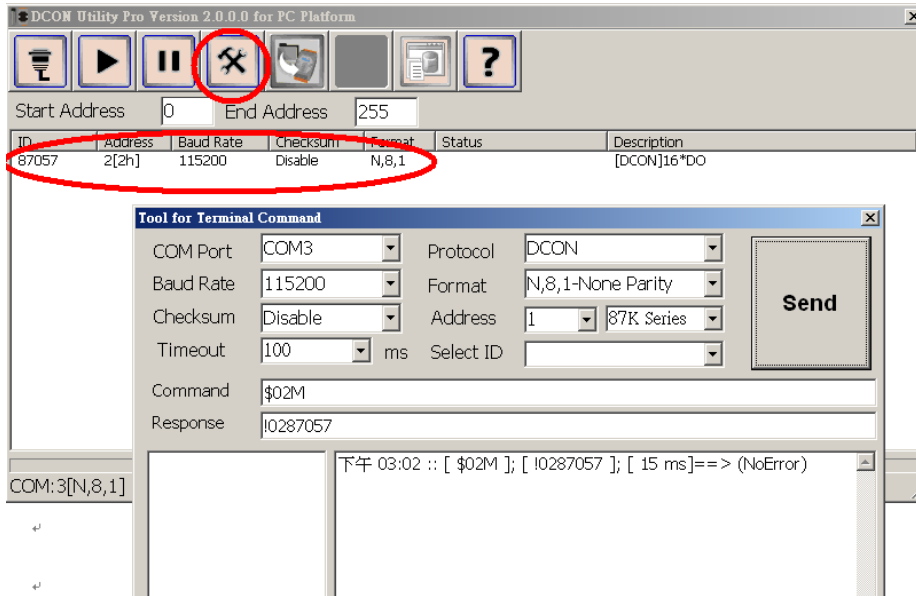 DCON Utility Pro Version 2.0.0.0 for PC Platform
Start Address 0 End Address 255
ID Address Baud Rate Checksum Format Status Description
87057 2[2h] 115200 Disable N,8,1 [DCON]16*DO
Tool for Terminal Command
COM Port COM3 Protocol DCON
Baud Rate 115200 Format N,8,1-None Parity
Checksum Disable Address 1 87K Series
Timeout 100 ms Select ID
Send
Command $02M
Response !0287057
下午 03:02 :: [ $02M ]; [ !0287057 ]; [ 15 ms]==> (NoError)
COM:3[N,8,1]